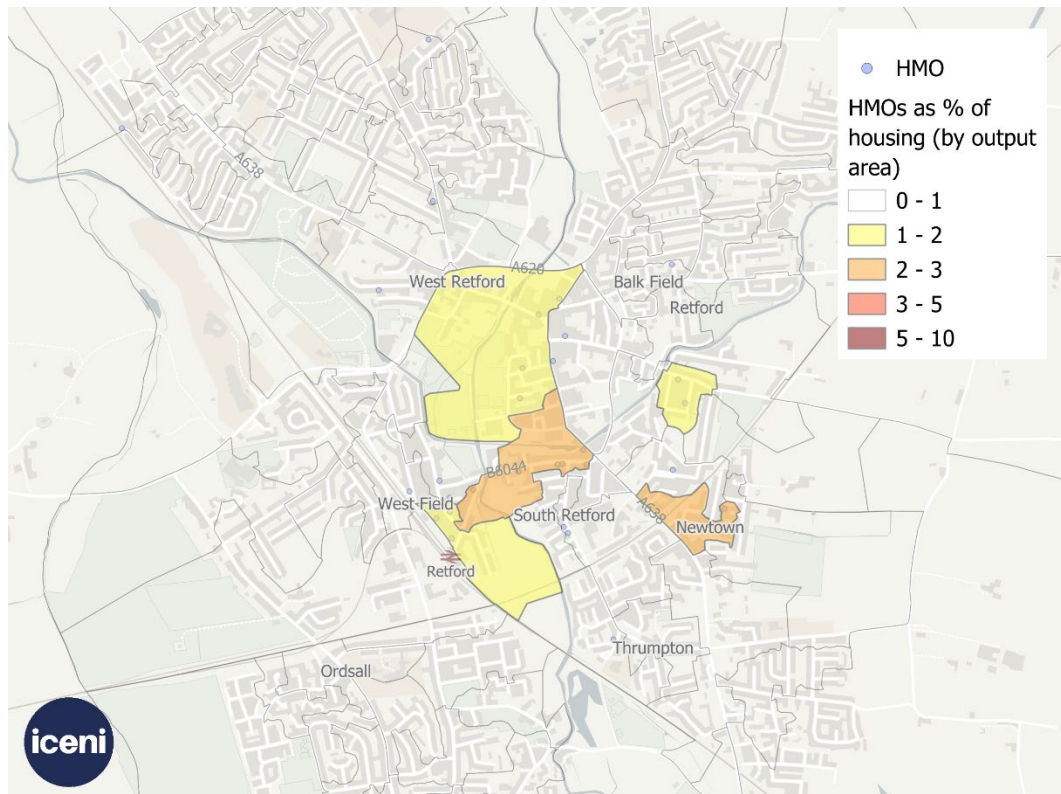 HMO
HMOs as % of
housing (by output
area)
0 - 1
1 - 2
2 - 3
3 - 5
5 - 10
A638
West Retford
A620
Balk Field
Retford
B6044
West Field
South Retford
A638
Newtown
Retford
Thrumpton
Ordsall
iceni